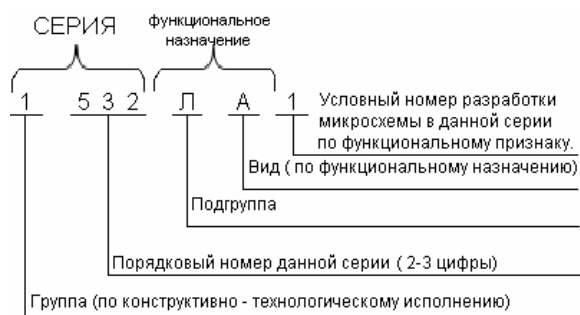 СЕРИЯ
функциональное
назначение
1 5 3 2 Л А 1
Условный номер разработки
микросхемы в данной серии
по функциональному признаку.
Вид ( по функциональному назначению)
Подгруппа
Порядковый номер данной серии ( 2-3 цифры)
Группа (по конструктивно - технологическому исполнению)